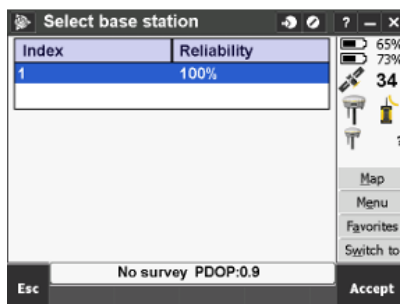 Select base station
? – X
Index Reliability
1 100%
65%
73%
34
?
Map
Menu
Favorites
Switch to
No survey PDOP:0.9
Esc
Accept